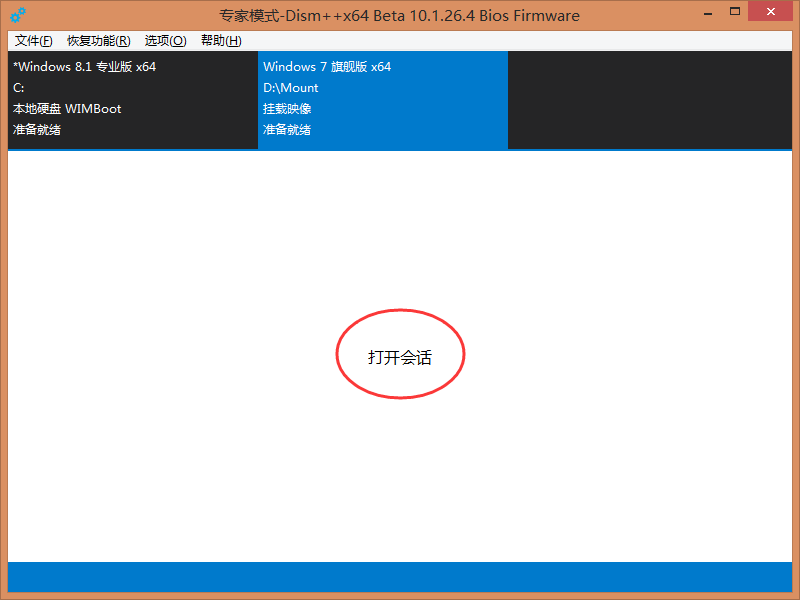 专家模式-Dism++x64 Beta 10.1.26.4 Bios Firmware
文件(F) 恢复功能(R) 选项(O) 帮助(H)
*Windows 8.1 专业版 x64
C:
本地硬盘 WIMBoot
准备就绪
Windows 7 旗舰版 x64
D:\Mount
挂载映像
准备就绪
打开会话